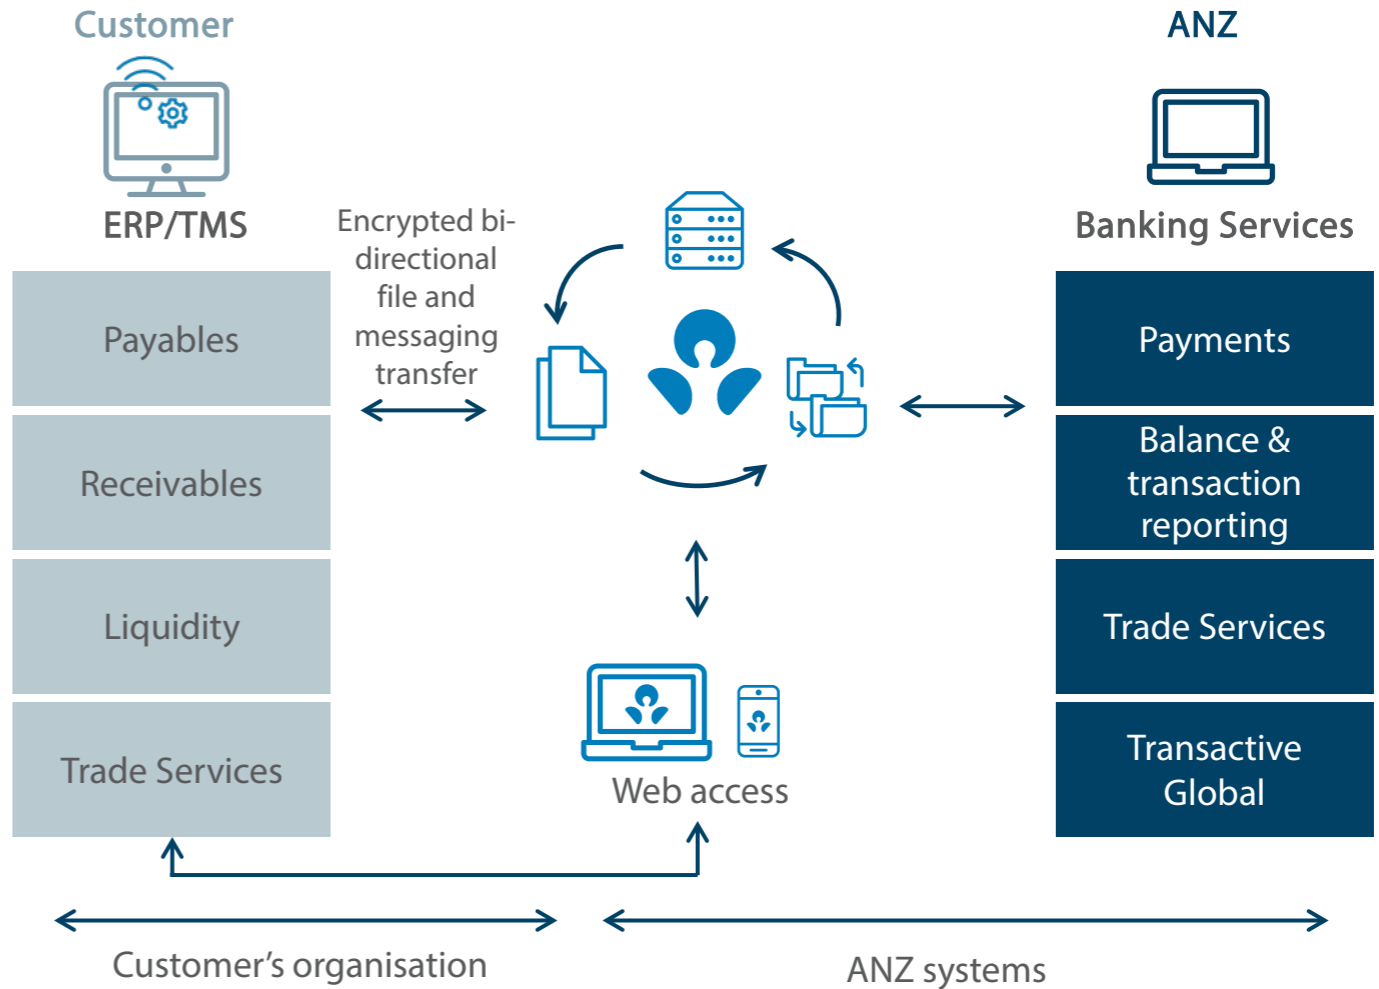 Customer
ANZ
ERP/TMS
Banking Services
Encrypted bi-
directional
file and
messaging
transfer
Payables
Receivables
Liquidity
Trade Services
Payments
Balance &
transaction
reporting
Trade Services
Transactive
Global
Web access
Customer’s organisation
ANZ systems